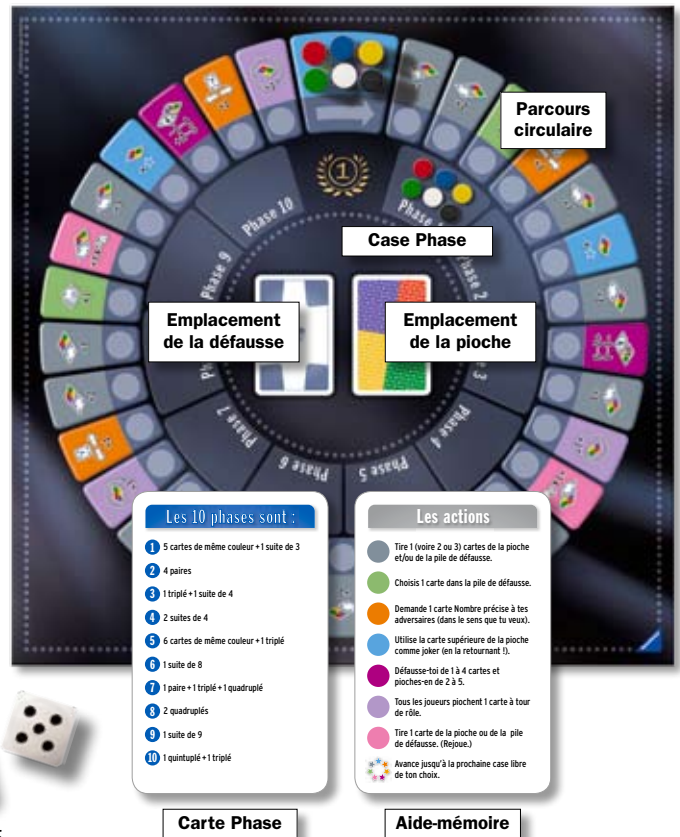 Parcours
circulaire
1
Phase 10
Case Phase
Phase 9
Phase 2
Emplacement
de la défausse
Emplacement
de la pioche
3
Phase 7
Phase 4
Phase 6
Phase 5
Les 10 phases sont :
1 5 cartes de même couleur + 1 suite de 3
2 4 paires
3 1 triplé + 1 suite de 4
4 2 suites de 4
5 6 cartes de même couleur + 1 triplé
6 1 suite de 8
7 1 paire + 1 triplé + 1 quadruplé
8 2 quadruplés
9 1 suite de 9
10 1 quintuplé + 1 triplé
Les actions
Tire 1 (voire 2 ou 3) cartes de la pioche
et/ou de la pile de défausse.
Choisis 1 carte dans la pile de défausse.
Demande 1 carte Nombre précise à tes
adversaires (dans le sens que tu veux).
Utilise la carte supérieure de la pioche
comme joker (en la retournant !).
Défausse-toi de 1 à 4 cartes et
pioches-en de 2 à 5.
Tous les joueurs piochent 1 carte à tour
de rôle.
Tire 1 carte de la pioche ou de la pile
de défausse. (Rejoue.)
Avance jusqu'à la prochaine case libre
de ton choix.
Carte Phase
Aide-mémoire